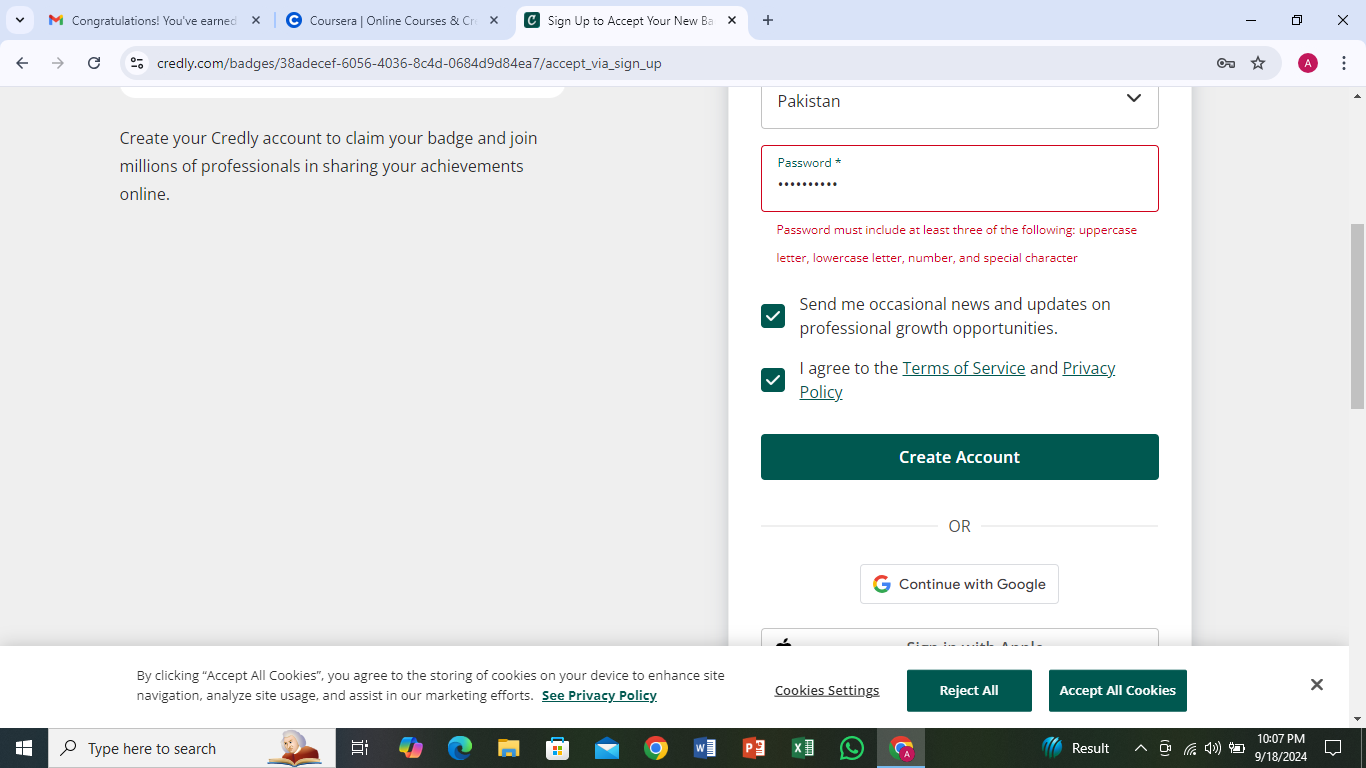 Congratulations! You've earned
Coursera | Online Courses & Cre
Sign Up to Accept Your New Ba
credly.com/badges/38adecef-6056-4036-8c4d-0684d9d84ea7/accept_via_sign_up
A
Create your Credly account to claim your badge and join
millions of professionals in sharing your achievements
online.
Pakistan
Password *
••••••••••
Password must include at least three of the following: uppercase
letter, lowercase letter, number, and special character
Send me occasional news and updates on
professional growth opportunities.
I agree to the Terms of Service and Privacy
Policy
Create Account
OR
Continue with Google
Sign in with Apple
By clicking “Accept All Cookies”, you agree to the storing of cookies on your device to enhance site
navigation, analyze site usage, and assist in our marketing efforts. See Privacy Policy
Cookies Settings
Reject All
Accept All Cookies
Type here to search
Result
10:07 PM
9/18/2024